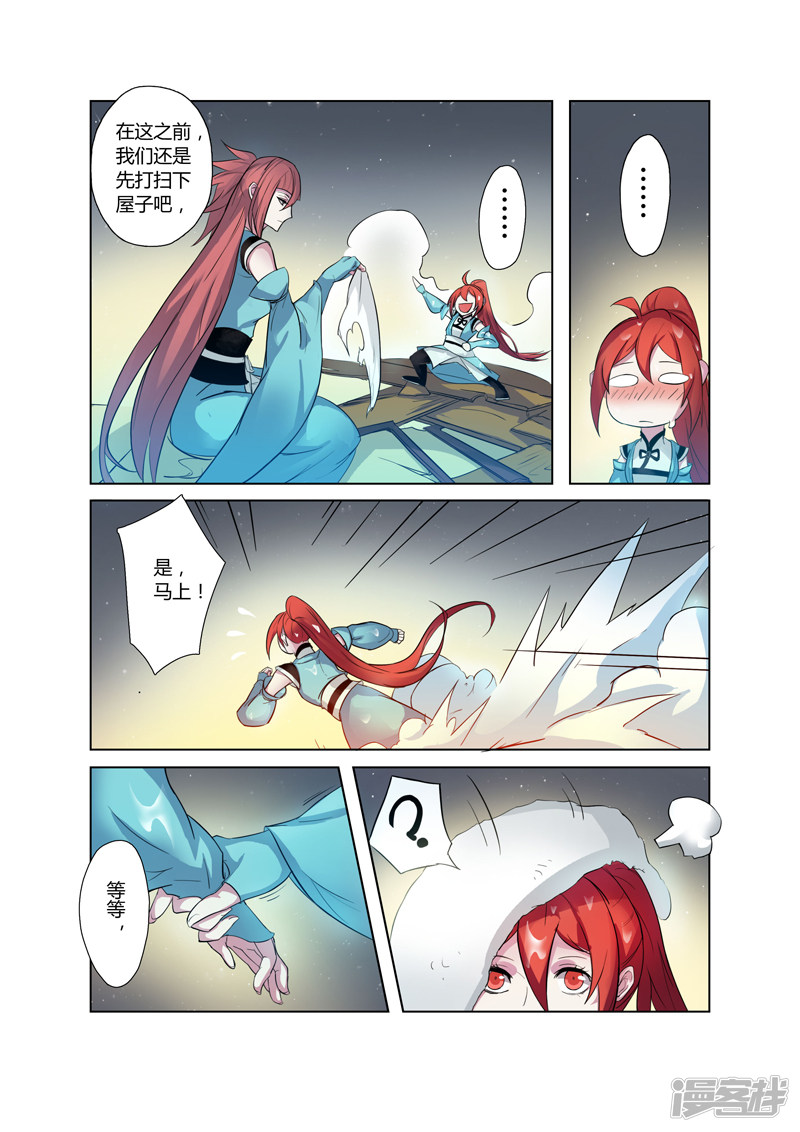 在这之前，
我们还是
先打扫下
屋子吧，
……
……
是，
马上！
等
等，
？
漫客栈